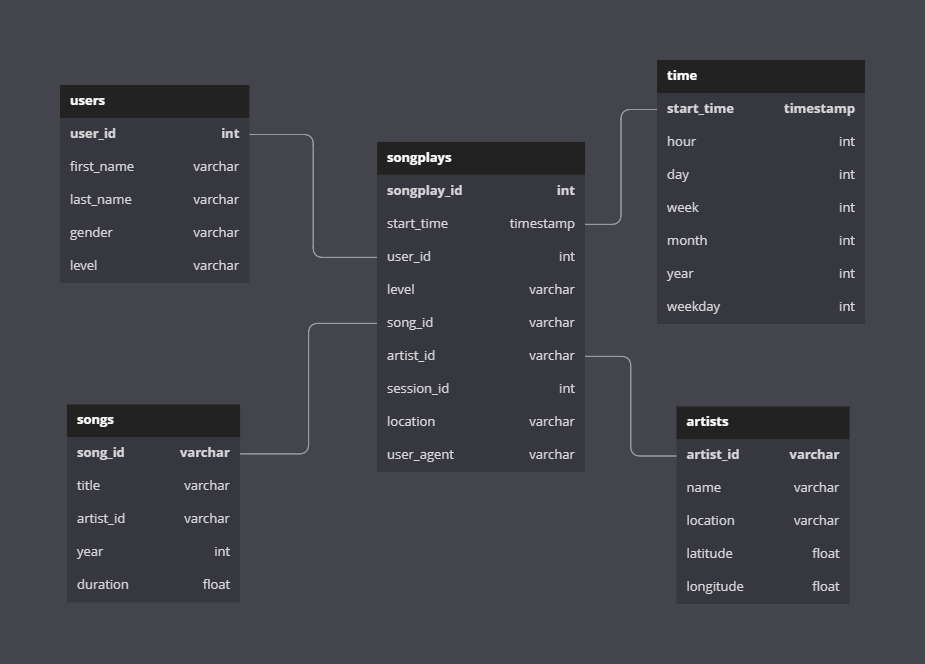 users
user_id int
first_name varchar
last_name varchar
gender varchar
level varchar
songplays
songplay_id int
start_time timestamp
user_id int
level varchar
song_id varchar
artist_id varchar
session_id int
location varchar
user_agent varchar
time
start_time timestamp
hour int
day int
week int
month int
year int
weekday int
songs
song_id varchar
title varchar
artist_id varchar
year int
duration float
artists
artist_id varchar
name varchar
location varchar
latitude float
longitude float